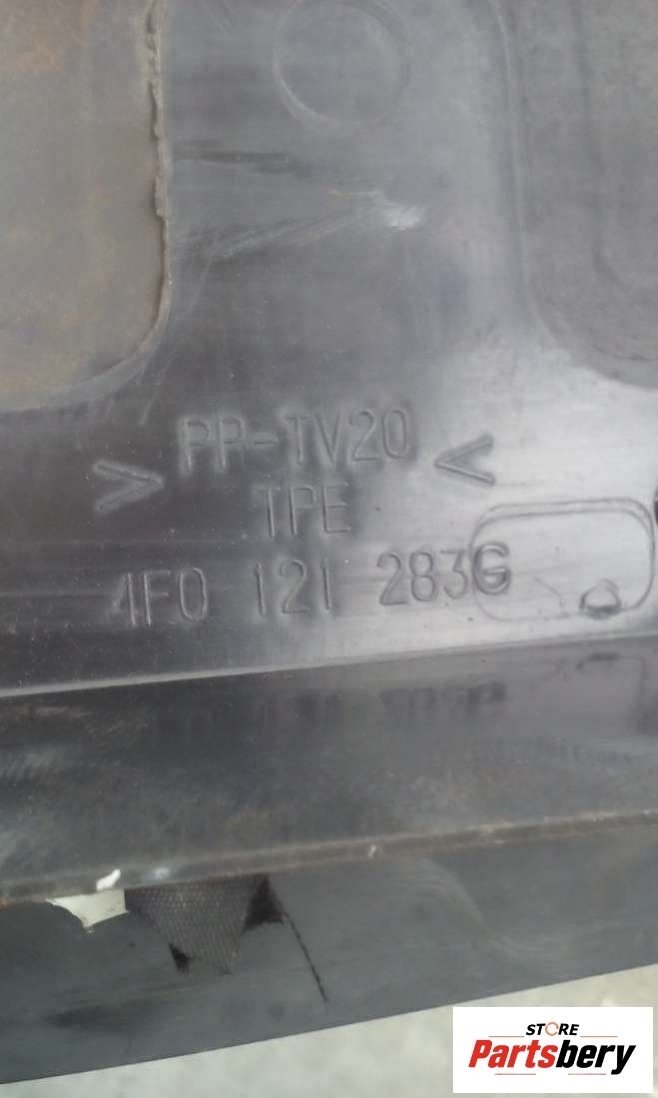 > PP-TV20 <
TPE
4F0 121 283G
STORE
Partsbery